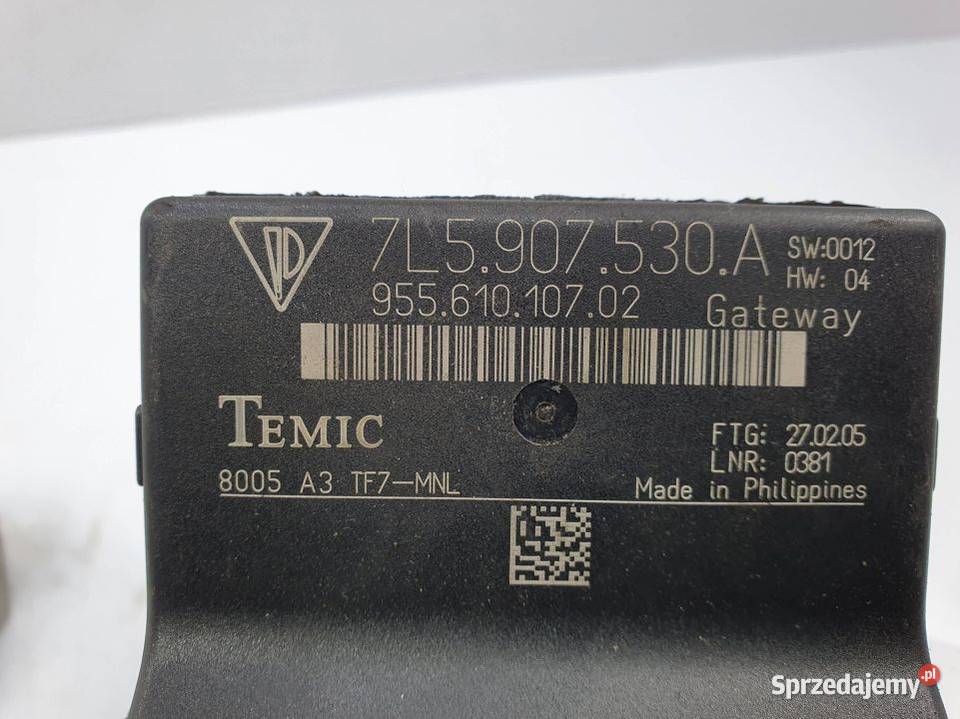 7L5.907.530.A
SW:0012
HW: 04
955.610.107.02
Gateway
TEMIC
FTG: 27.02.05
LNR: 0381
8005 A3 TF7-MNL
Made in Philippines
Sprzedajemy.pl